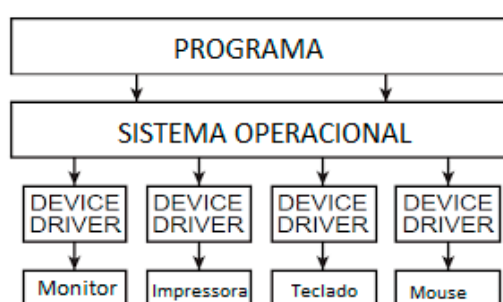 PROGRAMA
SISTEMA OPERACIONAL
DEVICE DRIVER
DEVICE DRIVER
DEVICE DRIVER
DEVICE DRIVER
Monitor
Impressora
Teclado
Mouse